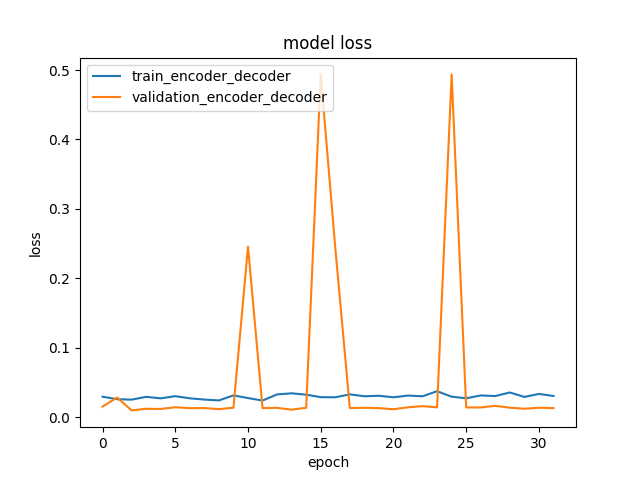 model loss
train_encoder_decoder
validation_encoder_decoder
0.5
0.4
0.3
0.2
0.1
0.0
loss
0 5 10 15 20 25 30
epoch